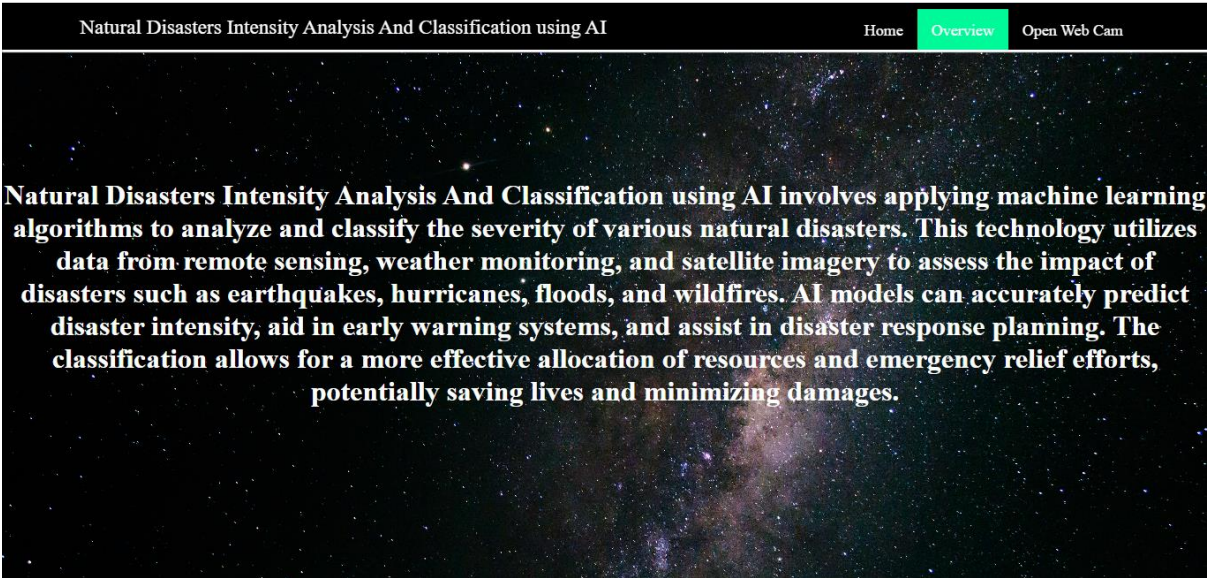 Natural Disasters Intensity Analysis And Classification using AI
Home
Overview
Open Web Cam
Natural Disasters Intensity Analysis And Classification using AI involves applying machine learning
algorithms to analyze and classify the severity of various natural disasters. This technology utilizes
data from remote sensing, weather monitoring, and satellite imagery to assess the impact of
disasters such as earthquakes, hurricanes, floods, and wildfires. AI models can accurately predict
disaster intensity, aid in early warning systems, and assist in disaster response planning. The
classification allows for a more effective allocation of resources and emergency relief efforts,
potentially saving lives and minimizing damages.